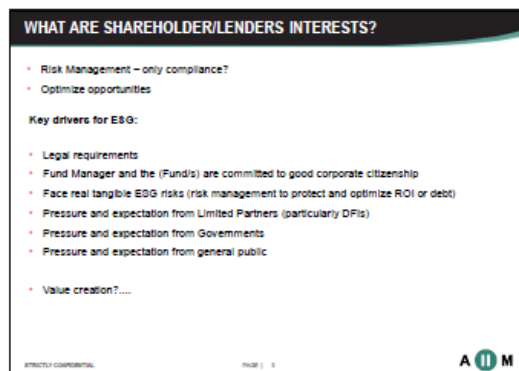 WHAT ARE SHAREHOLDER/LENDERS INTERESTS?
• Risk Management – only compliance?
• Optimize opportunities
Key drivers for ESG:
• Legal requirements
• Fund Manager and the (Fund/s) are committed to good corporate citizenship
• Face real tangible ESG risks (risk management to protect and optimize ROI or debt)
• Pressure and expectation from Limited Partners (particularly DFIs)
• Pressure and expectation from Governments
• Pressure and expectation from general public
• Value creation?....
STRICTLY CONFIDENTIAL PAGE | 3 A II M